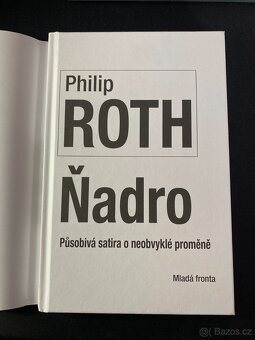 Philip
ROTH
Ňadro
Působivá satira o neobvyklé proměně
Mladá fronta
Bazos.cz